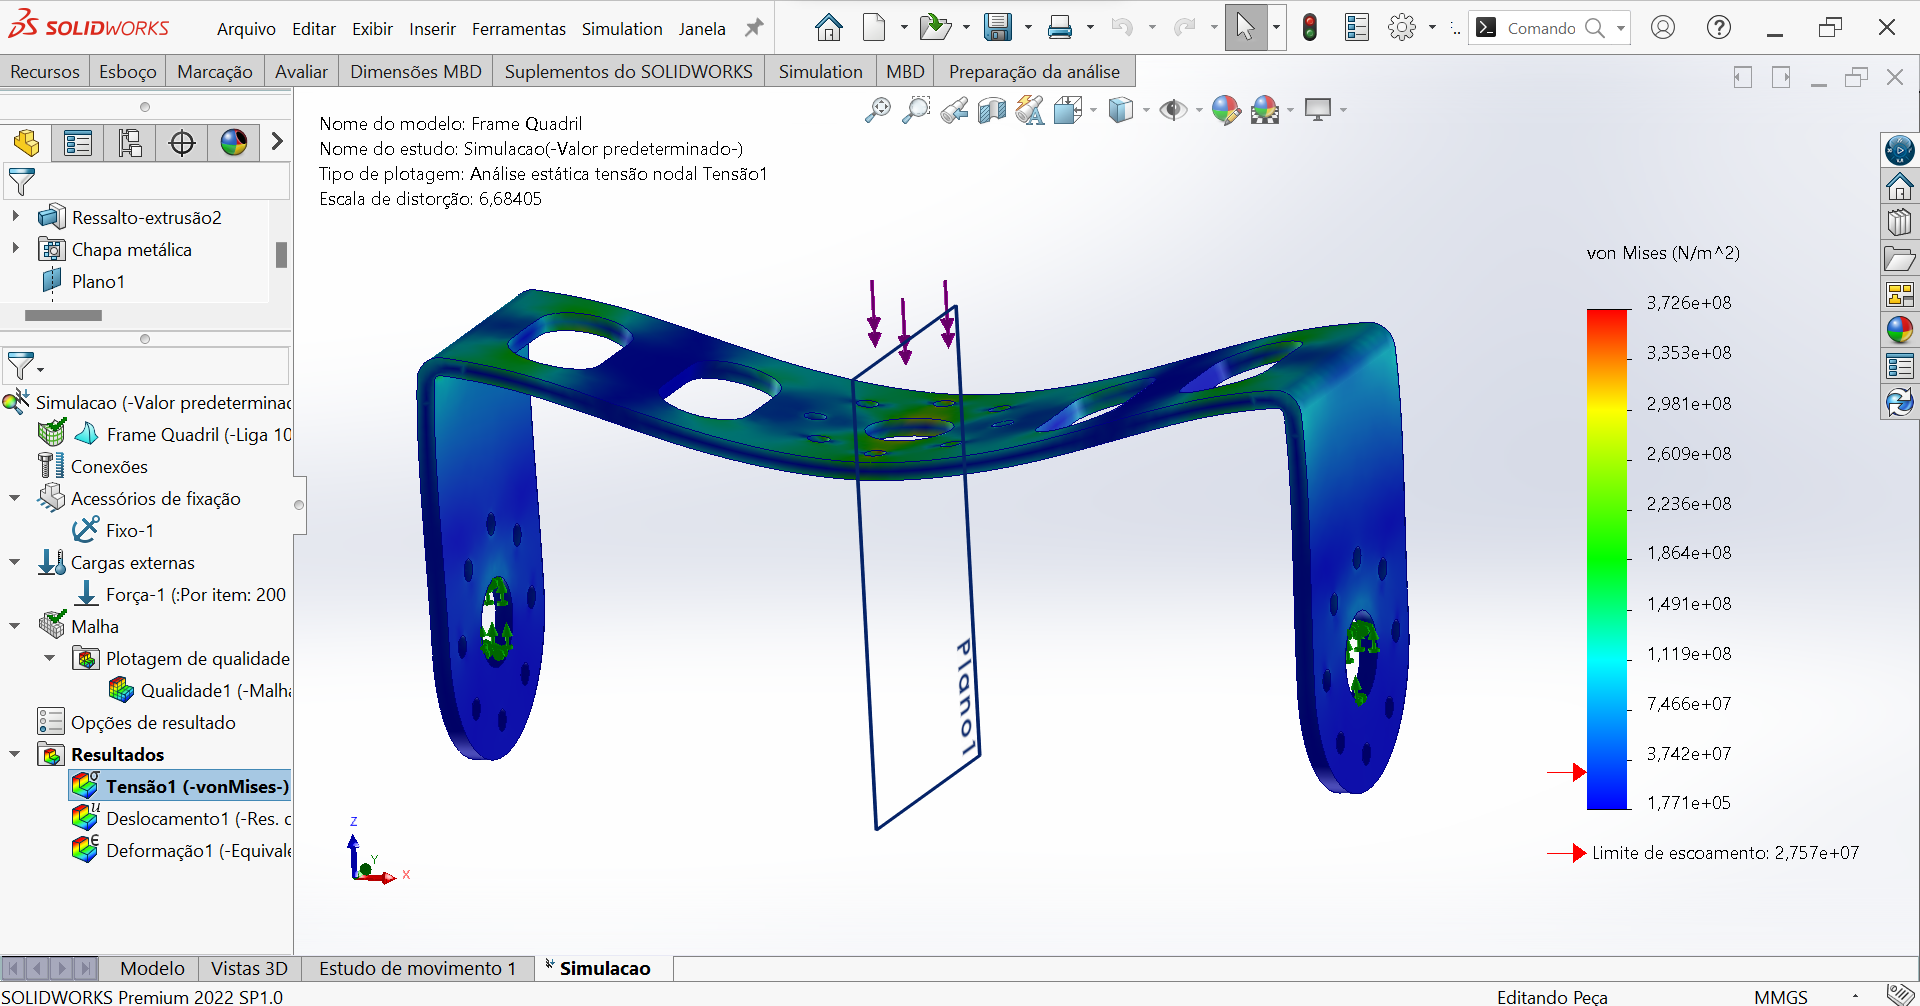 SOLIDWORKS
Arquivo Editar Exibir Inserir Ferramentas Simulation Janela
Comando
Recursos Esboço Marcação Avaliar Dimensões MBD Suplementos do SOLIDWORKS Simulation MBD Preparação da análise
Nome do modelo: Frame Quadril
Nome do estudo: Simulacao(-Valor predeterminado-)
Tipo de plotagem: Análise estática tensão nodal Tensão1
Escala de distorção: 6,68405
Ressalto-extrusão2
Chapa metálica
Plano1
Simulacao (-Valor predeterminac
Frame Quadril (-Liga 10
Conexões
Acessórios de fixação
Fixo-1
Cargas externas
Força-1 (:Por item: 200
Malha
Plotagem de qualidade
Qualidade1 (-Malha
Opções de resultado
Resultados
Tensão1 (-vonMises-)
Deslocamento1 (-Res. c
Deformação1 (-Equivale
von Mises (N/m^2)
3,726e+08
3,353e+08
2,981e+08
2,609e+08
2,236e+08
1,864e+08
1,491e+08
1,119e+08
7,466e+07
3,742e+07
1,771e+05
Limite de escoamento: 2,757e+07
Plano1
Z
Y
X
Modelo Vistas 3D Estudo de movimento 1 Simulacao
SOLIDWORKS Premium 2022 SP1.0 Editando Peça MMGS